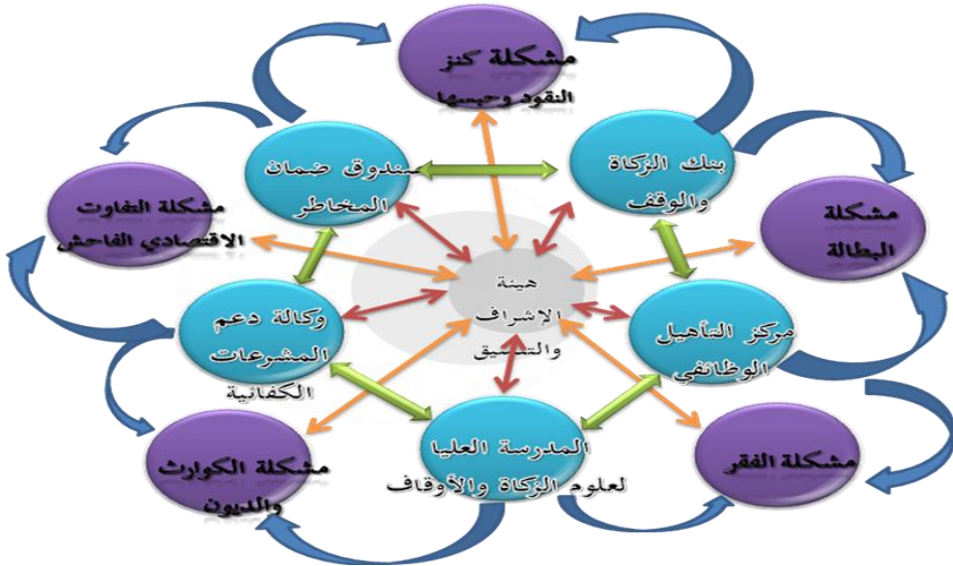 مشكلة كنز
النقود وحبسها
صندوق ضمان
المخاطر
بنك الزكاة
والوقف
مشكلة التفاوت
الاقتصادي الفاحش
مشكلة
البطالة
هيئة
الإشراف
والتنسيق
وكالة دعم
المشرعات
الكفائية
مركز التأهيل
الوظائفي
المدرسة العليا
لعلوم الزكاة والأوقاف
مشكلة الكوارث
والديون
مشكلة الفقر